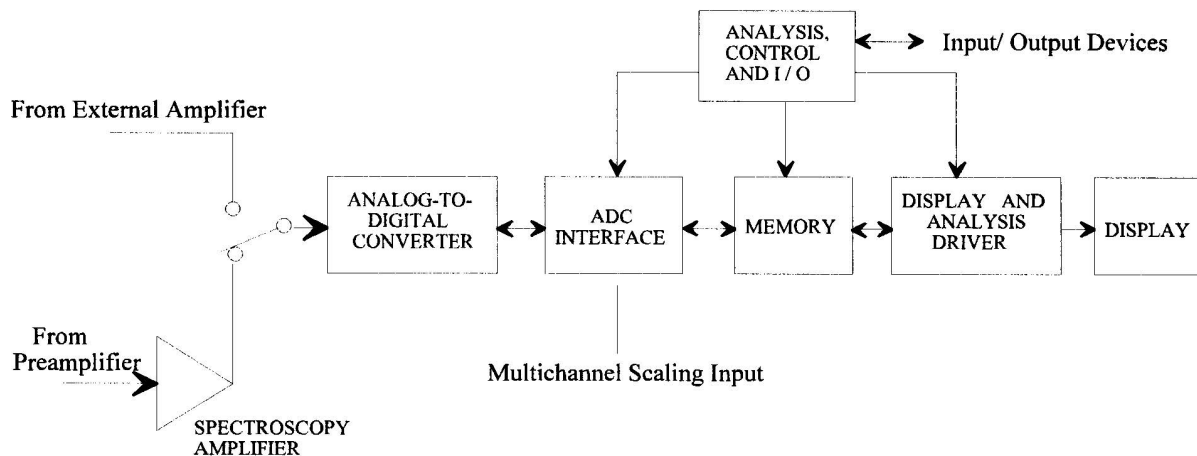 ANALYSIS,
CONTROL
AND I / O
Input/ Output Devices
From External Amplifier
ANALOG-TO-
DIGITAL
CONVERTER
ADC
INTERFACE
MEMORY
DISPLAY AND
ANALYSIS
DRIVER
DISPLAY
From
Preamplifier
Multichannel Scaling Input
SPECTROSCOPY
AMPLIFIER